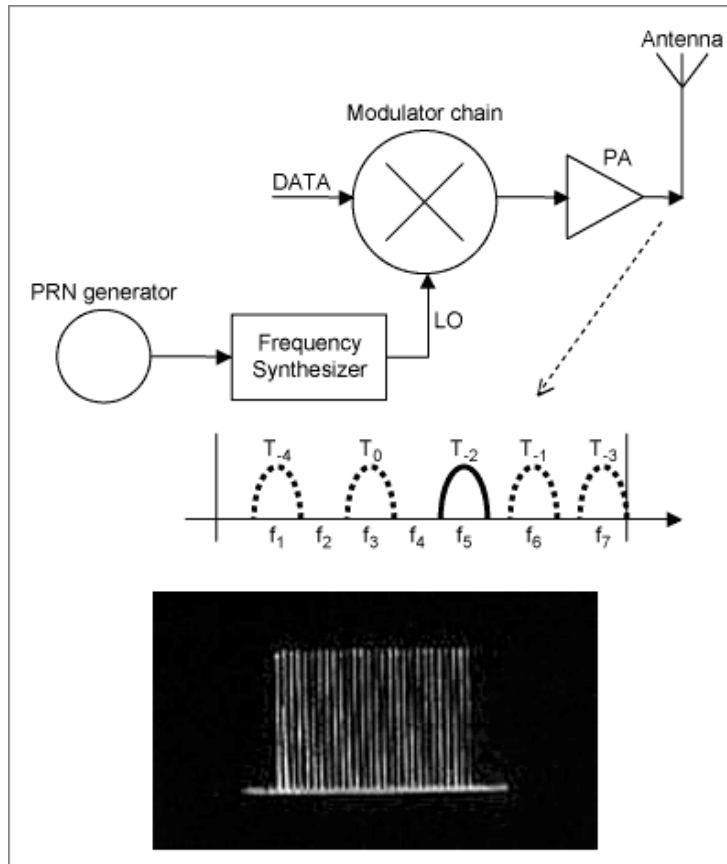 Antenna
Modulator chain
PA
DATA
PRN generator
LO
Frequency
Synthesizer
T-4 T0 T-2 T-1 T-3
f1 f2 f3 f4 f5 f6 f7